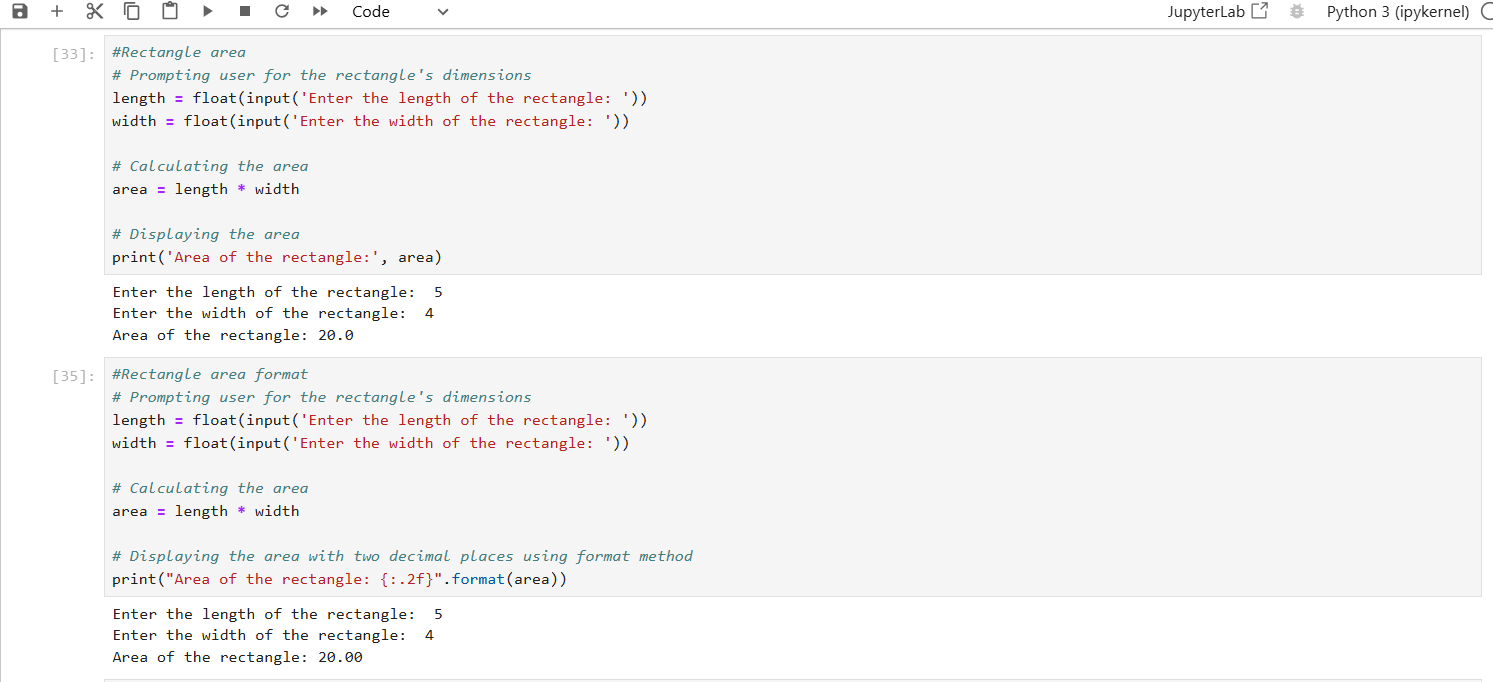 Code JupyterLab Python 3 (ipykernel)
[33]: #Rectangle area
# Prompting user for the rectangle's dimensions
length = float(input('Enter the length of the rectangle: '))
width = float(input('Enter the width of the rectangle: '))
# Calculating the area
area = length * width
# Displaying the area
print('Area of the rectangle:', area)
Enter the length of the rectangle:  5
Enter the width of the rectangle:  4
Area of the rectangle: 20.0
[35]: #Rectangle area format
# Prompting user for the rectangle's dimensions
length = float(input('Enter the length of the rectangle: '))
width = float(input('Enter the width of the rectangle: '))
# Calculating the area
area = length * width
# Displaying the area with two decimal places using format method
print("Area of the rectangle: {:.2f}".format(area))
Enter the length of the rectangle:  5
Enter the width of the rectangle:  4
Area of the rectangle: 20.00